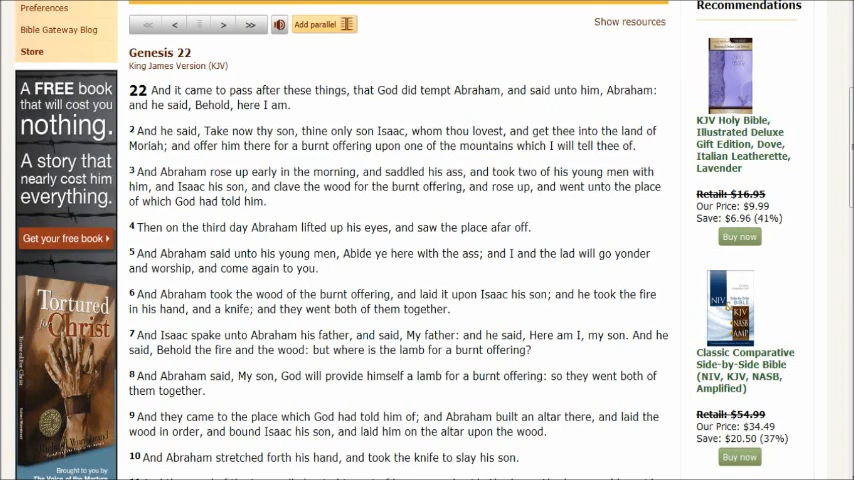 Preferences
Bible Gateway Blog
Store
A FREE book
that will cost you
nothing.
A story that
nearly cost him
everything.
Get your free book
Tortured
for Christ
Brought to you by
The Voice of the Martyrs
Add parallel
Show resources
Genesis 22
King James Version (KJV)
22 And it came to pass after these things, that God did tempt Abraham, and said unto him, Abraham:
and he said, Behold, here I am.
2 And he said, Take now thy son, thine only son Isaac, whom thou lovest, and get thee into the land of
Moriah; and offer him there for a burnt offering upon one of the mountains which I will tell thee of.
3 And Abraham rose up early in the morning, and saddled his ass, and took two of his young men with
him, and Isaac his son, and clave the wood for the burnt offering, and rose up, and went unto the place
of which God had told him.
4 Then on the third day Abraham lifted up his eyes, and saw the place afar off.
5 And Abraham said unto his young men, Abide ye here with the ass; and I and the lad will go yonder
and worship, and come again to you.
6 And Abraham took the wood of the burnt offering, and laid it upon Isaac his son; and he took the fire
in his hand, and a knife; and they went both of them together.
7 And Isaac spake unto Abraham his father, and said, My father: and he said, Here am I, my son. And he
said, Behold the fire and the wood: but where is the lamb for a burnt offering?
8 And Abraham said, My son, God will provide himself a lamb for a burnt offering: so they went both of
them together.
9 And they came to the place which God had told him of; and Abraham built an altar there, and laid the
wood in order, and bound Isaac his son, and laid him on the altar upon the wood.
10 And Abraham stretched forth his hand, and took the knife to slay his son.
Recommendations
KJV Holy Bible,
Illustrated Deluxe
Gift Edition, Dove,
Italian Leatherette,
Lavender
Retail: $16.95
Our Price: $9.99
Save: $6.96 (41%)
Buy now
NIV
KJV
NASB
AMP
Classic Comparative
Side-by-Side Bible
(NIV, KJV, NASB,
Amplified)
Retail: $54.99
Our Price: $34.49
Save: $20.50 (37%)
Buy now